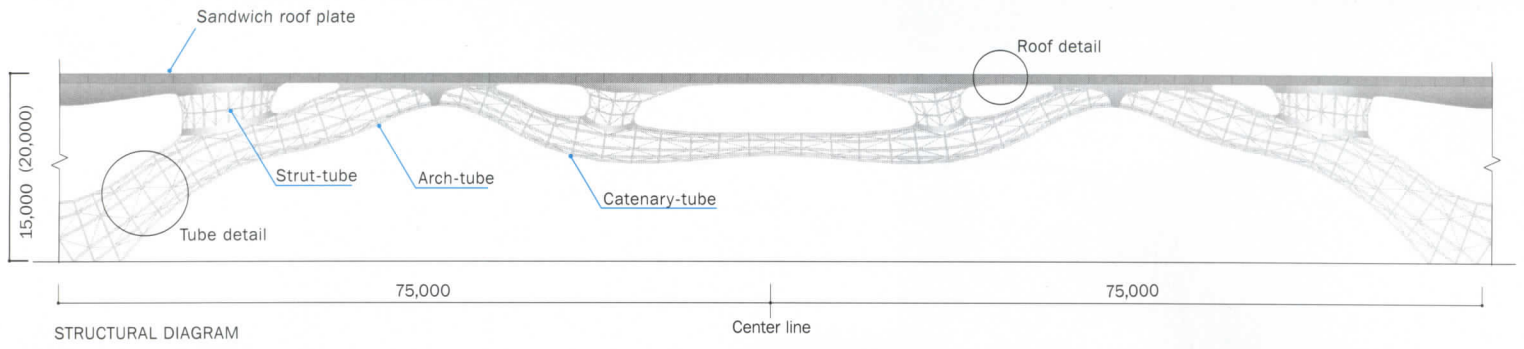 Sandwich roof plate
Roof detail
15,000 (20,000)
Strut-tube
Arch-tube
Catenary-tube
Tube detail
75,000
75,000
Center line
STRUCTURAL DIAGRAM